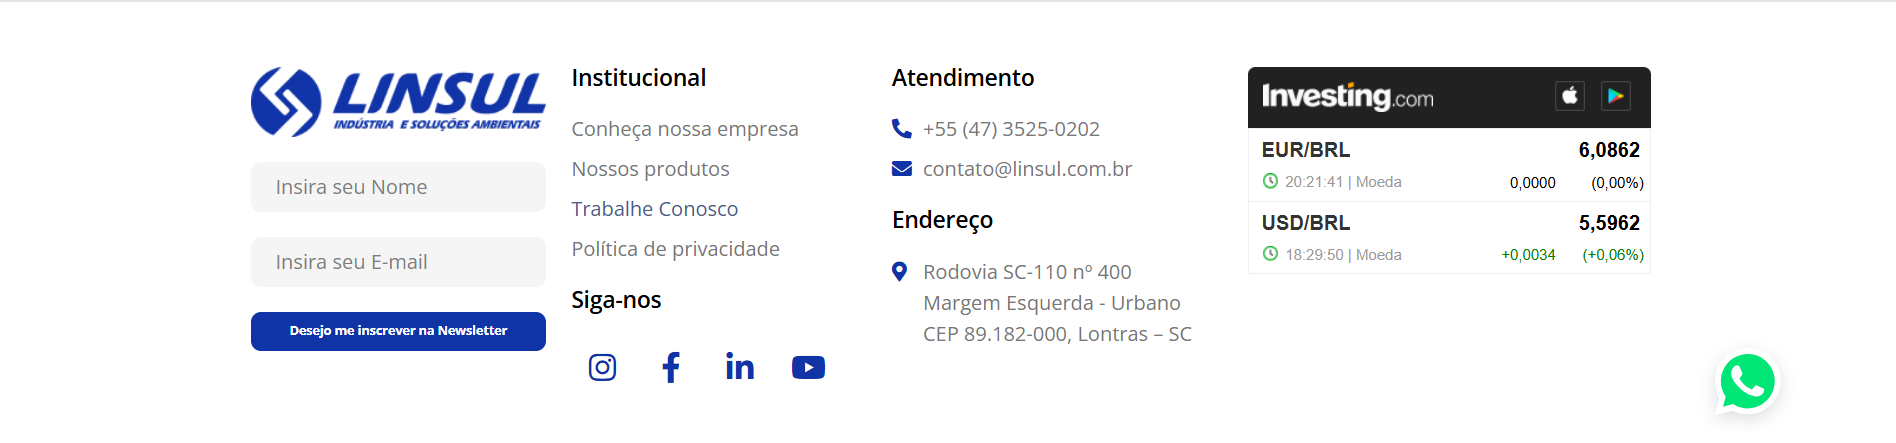 LINSUL
INDÚSTRIA E SOLUÇÕES AMBIENTAIS
Insira seu Nome
Insira seu E-mail
Desejo me inscrever na Newsletter
Institucional
Conheça nossa empresa
Nossos produtos
Trabalhe Conosco
Política de privacidade
Siga-nos
Atendimento
+55 (47) 3525-0202
contato@linsul.com.br
Endereço
Rodovia SC-110 nº 400
Margem Esquerda - Urbano
CEP 89.182-000, Lontras – SC
Investing.com
EUR/BRL 6,0862
20:21:41 | Moeda 0,0000 (0,00%)
USD/BRL 5,5962
18:29:50 | Moeda +0,0034 (+0,06%)